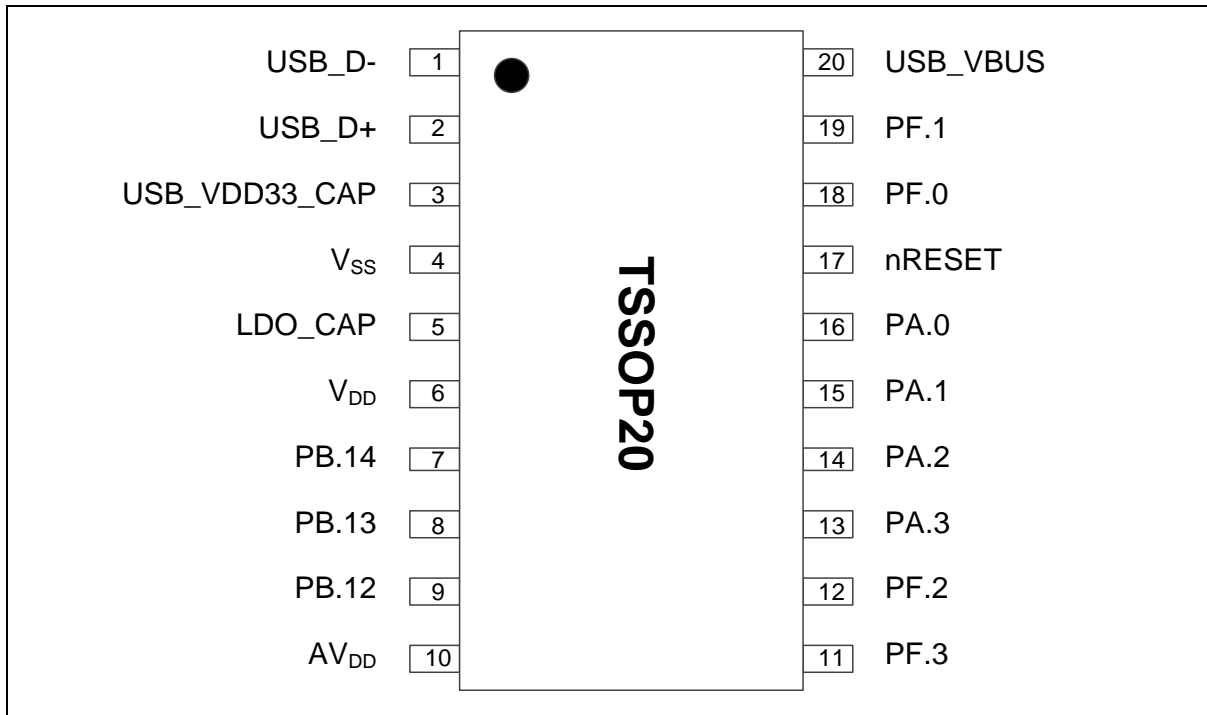 USB_D- 1 20 USB_VBUS
USB_D+ 2 19 PF.1
USB_VDD33_CAP 3 18 PF.0
VSS 4 17 nRESET
LDO_CAP 5 16 PA.0
VDD 6 15 PA.1
PB.14 7 14 PA.2
PB.13 8 13 PA.3
PB.12 9 12 PF.2
AVDD 10 11 PF.3
TSSOP20